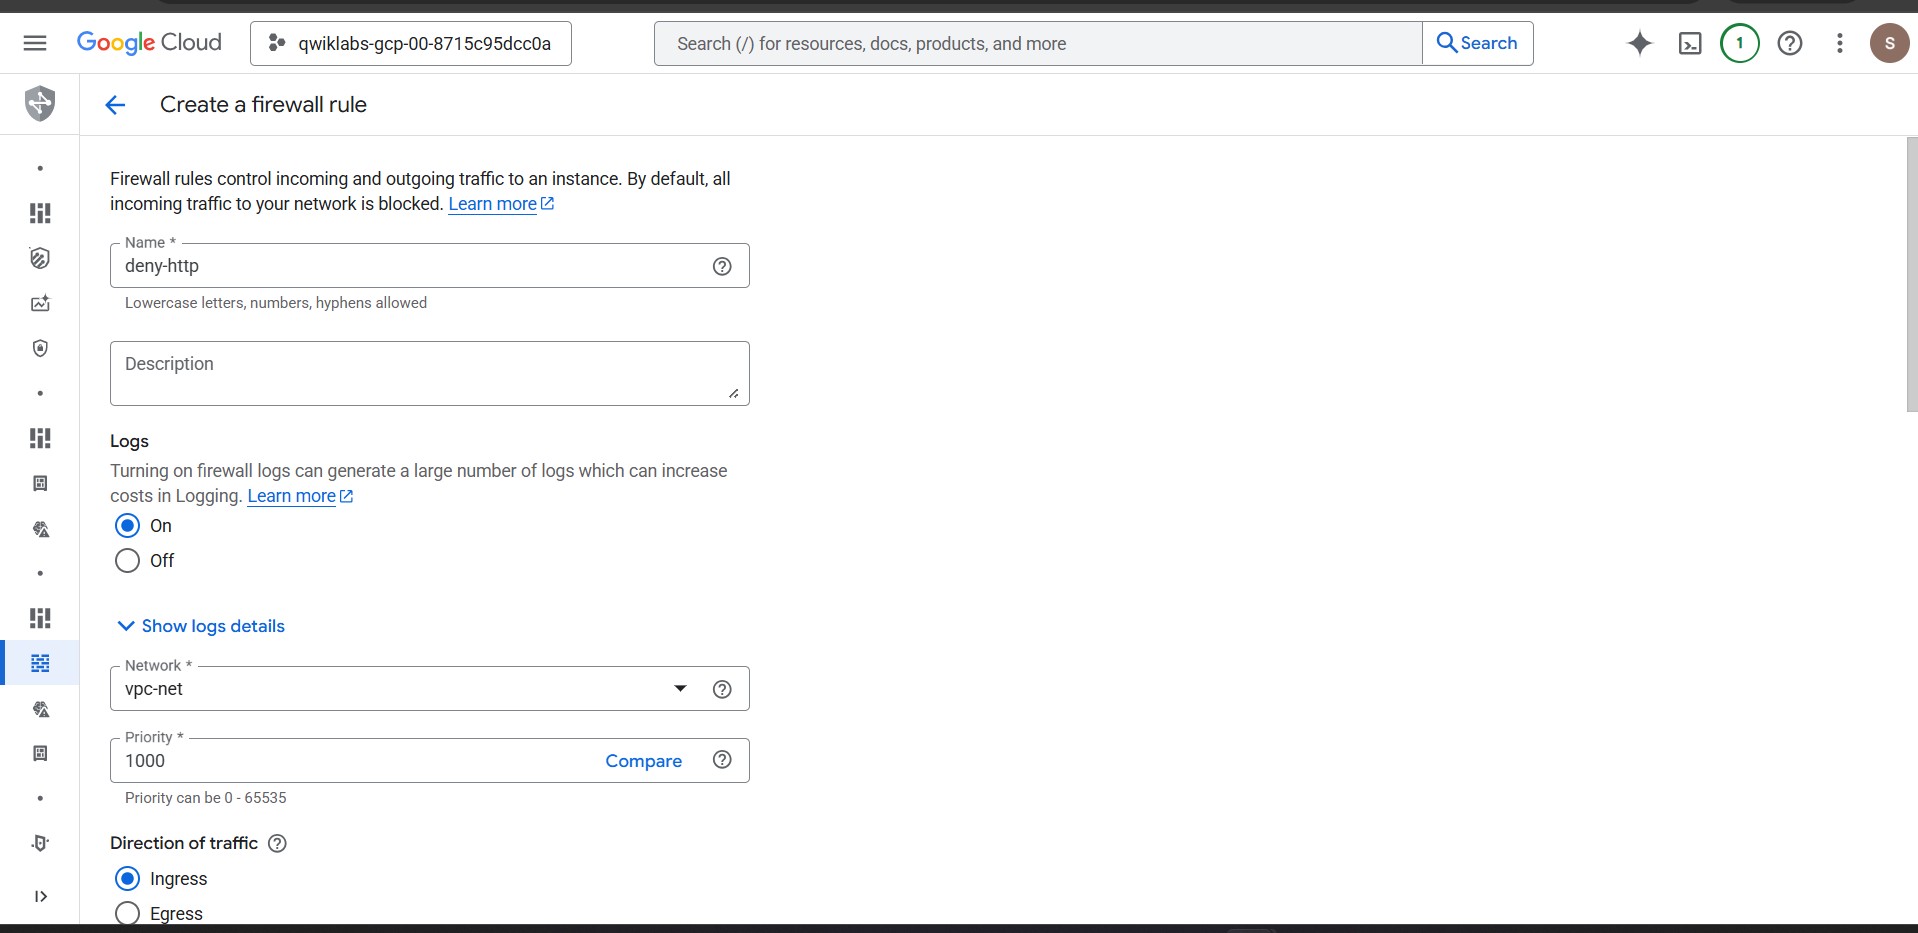 Google Cloud
qwiklabs-gcp-00-8715c95dcc0a
Search (/) for resources, docs, products, and more
Search
1
S
Create a firewall rule
Firewall rules control incoming and outgoing traffic to an instance. By default, all
incoming traffic to your network is blocked. Learn more
Name *
deny-http
Lowercase letters, numbers, hyphens allowed
Description
Logs
Turning on firewall logs can generate a large number of logs which can increase
costs in Logging. Learn more
On
Off
Show logs details
Network *
vpc-net
Priority *
1000
Compare
Priority can be 0 - 65535
Direction of traffic
Ingress
Egress